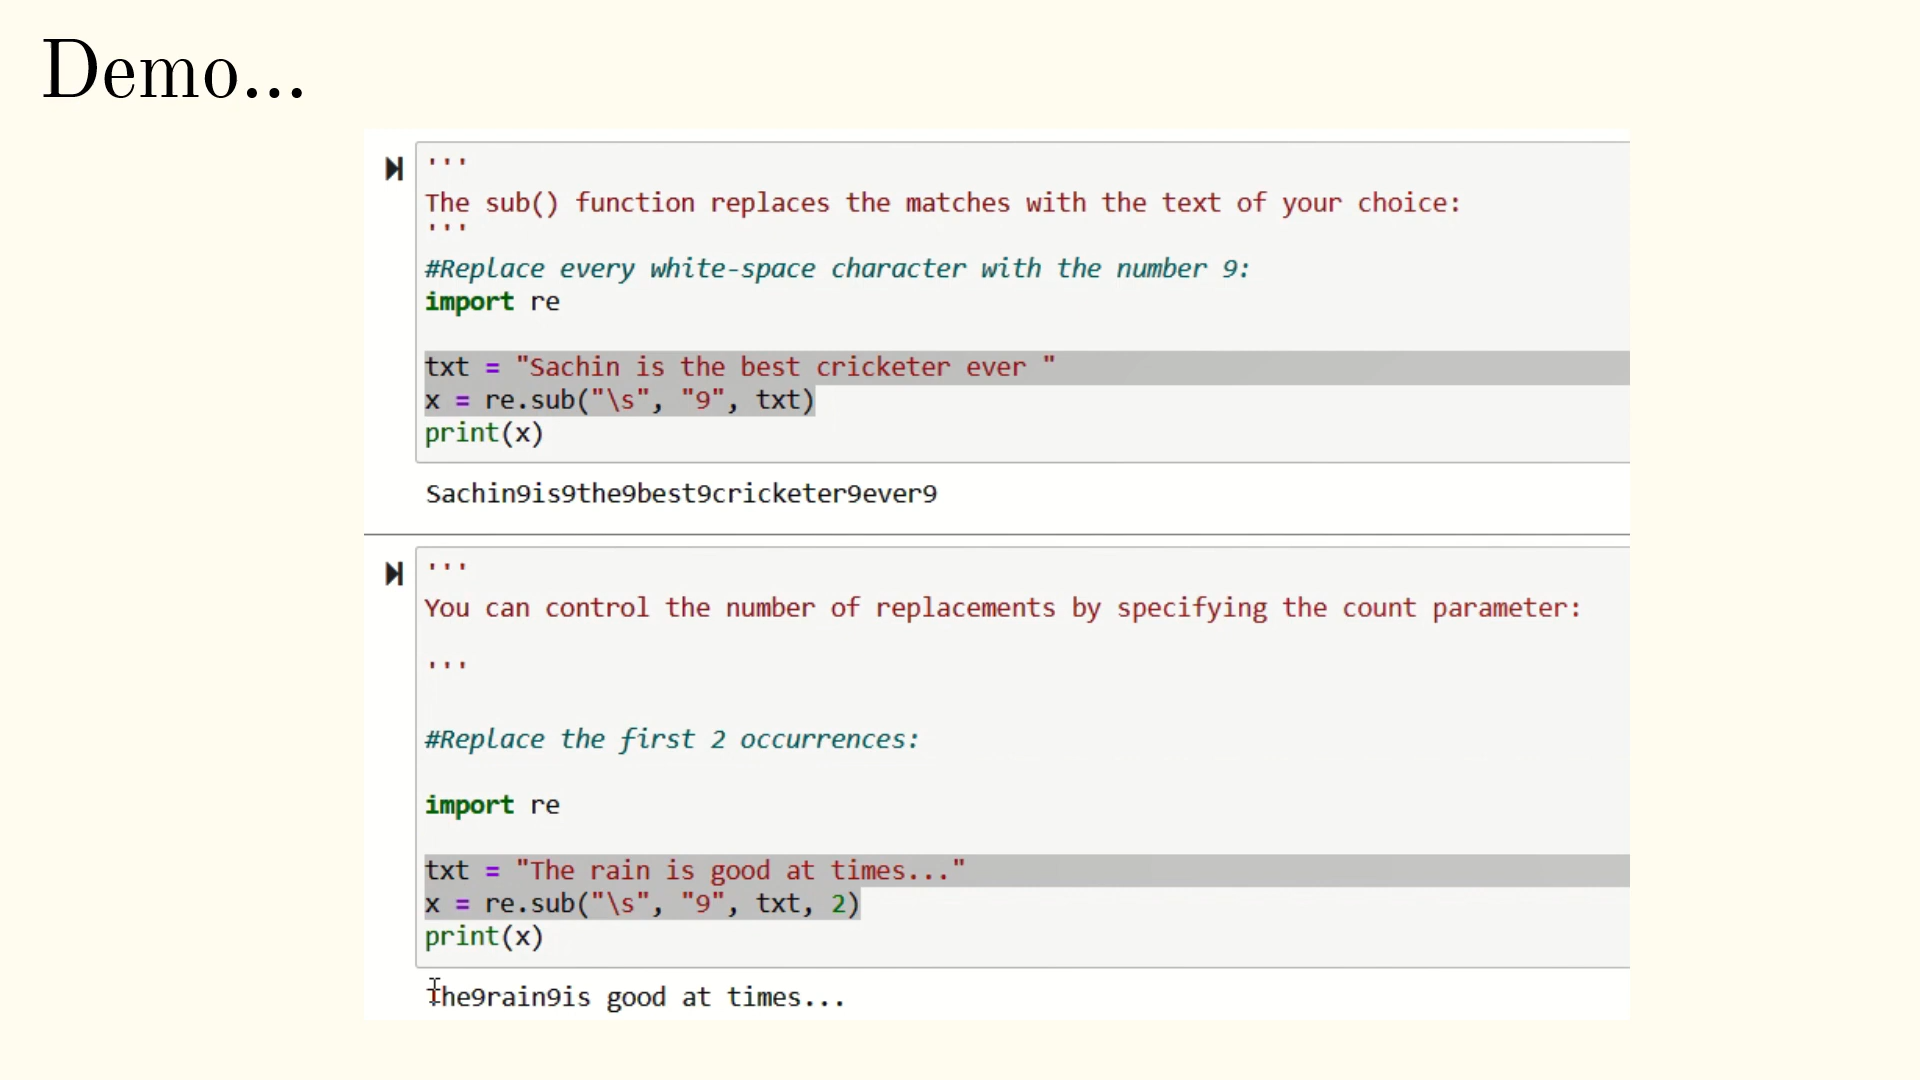 Demo...
'''
The sub() function replaces the matches with the text of your choice:
'''
#Replace every white-space character with the number 9:
import re
txt = "Sachin is the best cricketer ever "
x = re.sub("\s", "9", txt)
print(x)
Sachin9is9the9best9cricketer9ever9
'''
You can control the number of replacements by specifying the count parameter:
'''
#Replace the first 2 occurrences:
import re
txt = "The rain is good at times..."
x = re.sub("\s", "9", txt, 2)
print(x)
The9rain9is good at times...